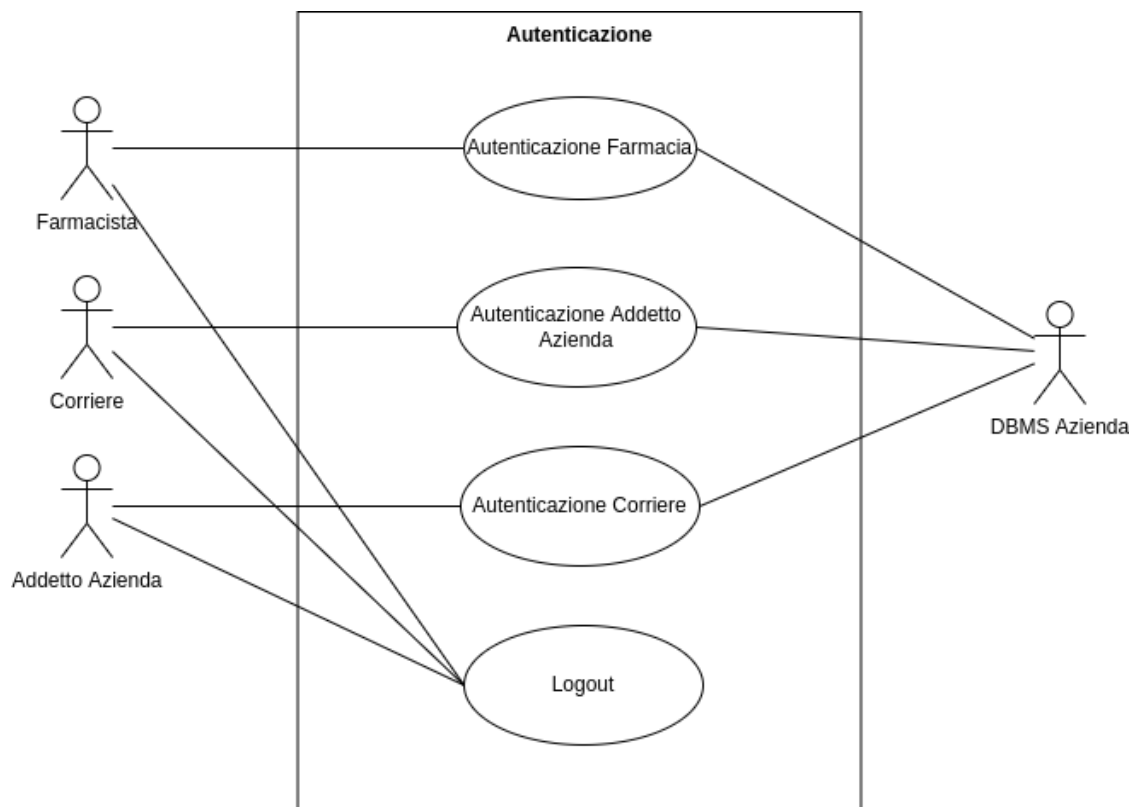 Autenticazione
Autenticazione Farmacia
Farmacista
Autenticazione Addetto
Azienda
Corriere
DBMS Azienda
Autenticazione Corriere
Addetto Azienda
Logout